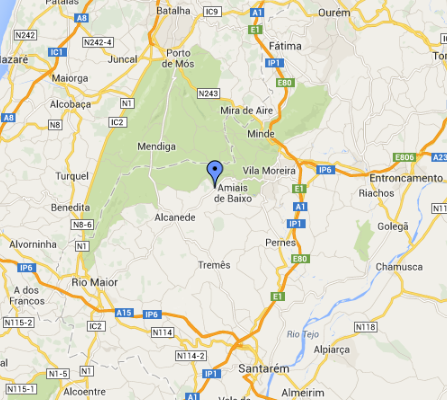 Pataias
A8
Batalha
IC9
A1
Ourém
N242
N242-4
IC1
E1
Fátima
Nazaré
Juncal
Porto
de Mós
IP1
Maiorga
E80
N243
Alcobaça
N1
Mira de Aire
A8
N8
IC2
Minde
Mendiga
Vila Moreira
IP6
E806
A23
Turquel
Entroncamento
Amiais
de Baixo
E1
Riachos
Benedita
A1
Alcanede
N8-6
IP1
Golegã
Alvorninha
N1
Pernes
IP6
Tremês
E80
Chamusca
A dos
Francos
Rio Maior
E1
A15
IP6
N115-2
IC2
N114
Rio Tejo
N118
N114-2
Alpiarça
N1-5
E1
IP1
Santarém
N115-1
Alcoentre
A1
Almeirim